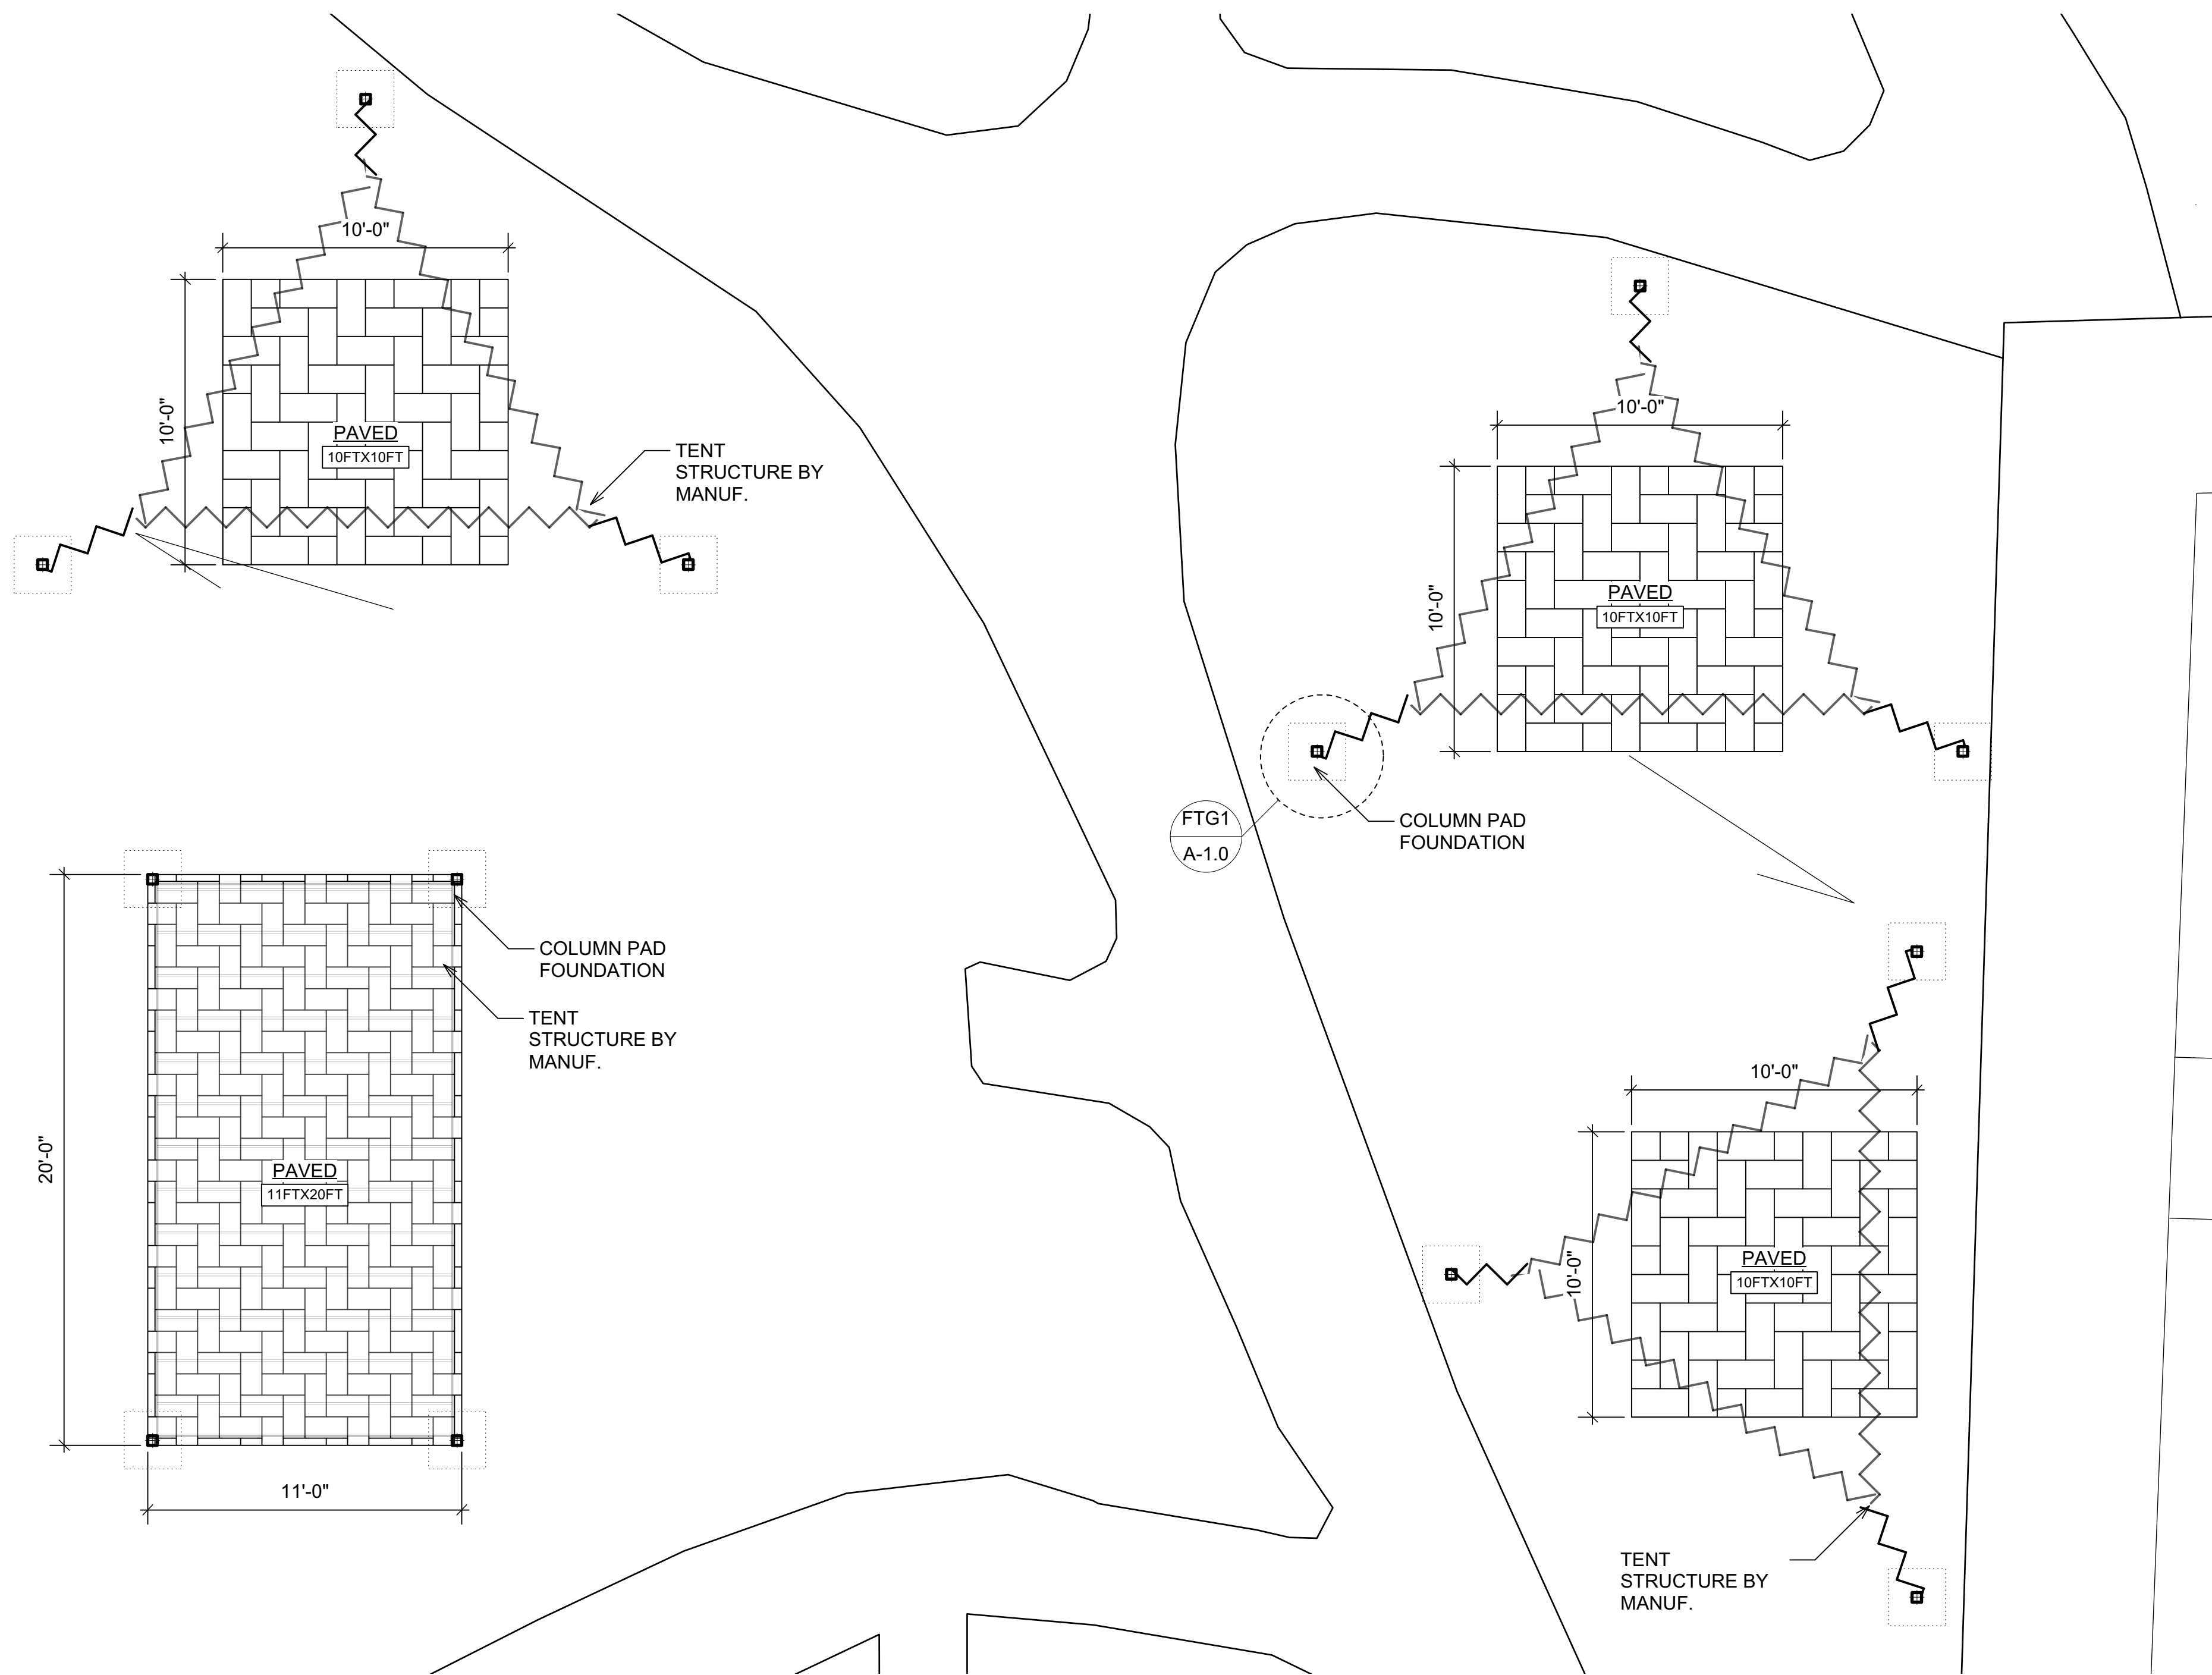 10'-0"
10'-0"
PAVED
10FTX10FT
TENT
STRUCTURE BY
MANUF.
10'-0"
10'-0"
PAVED
10FTX10FT
FTG1
A-1.0
COLUMN PAD
FOUNDATION
20'-0"
COLUMN PAD
FOUNDATION
TENT
STRUCTURE BY
MANUF.
PAVED
11FTX20FT
11'-0"
10'-0"
10'-0"
PAVED
10FTX10FT
TENT
STRUCTURE BY
MANUF.